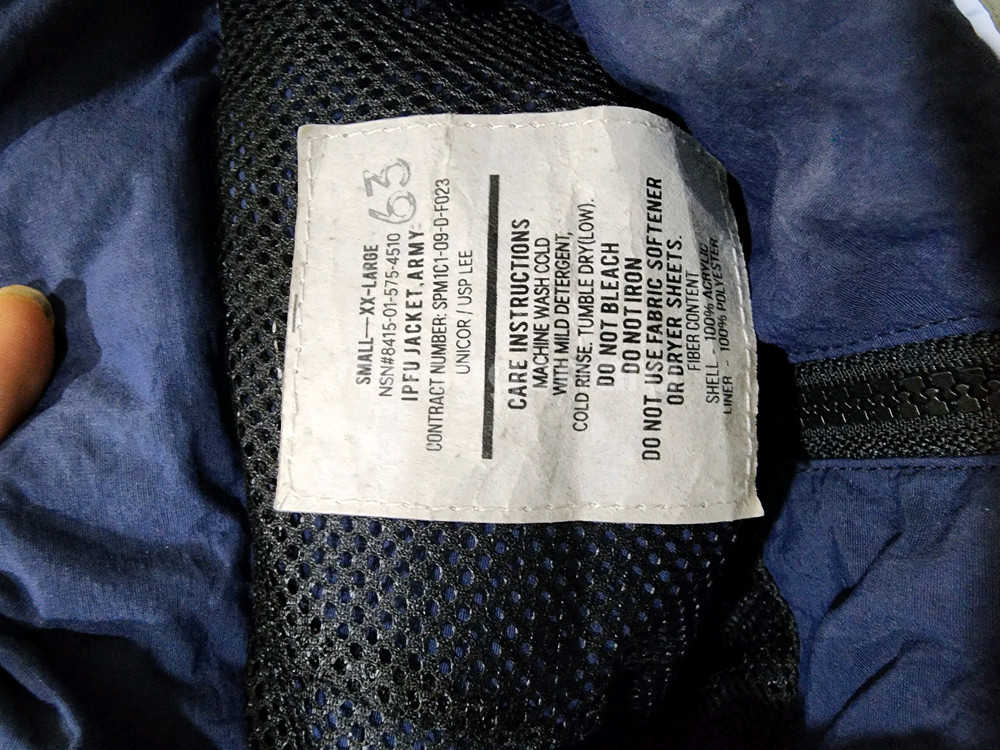 SMALL—XX-LARGE
NSN#8415-01-575-4510
IPFU JACKET,ARMY
63
CONTRACT NUMBER: SPM1C1-09-D-F023
UNICOR / USP LEE
CARE INSTRUCTIONS
MACHINE WASH COLD
WITH MILD DETERGENT,
COLD RINSE. TUMBLE DRY(LOW).
DO NOT BLEACH
DO NOT IRON
DO NOT USE FABRIC SOFTENER
OR DRYER SHEETS.
FIBER CONTENT
SHELL - 100% ACRYLIC
LINER - 100% POLYESTER